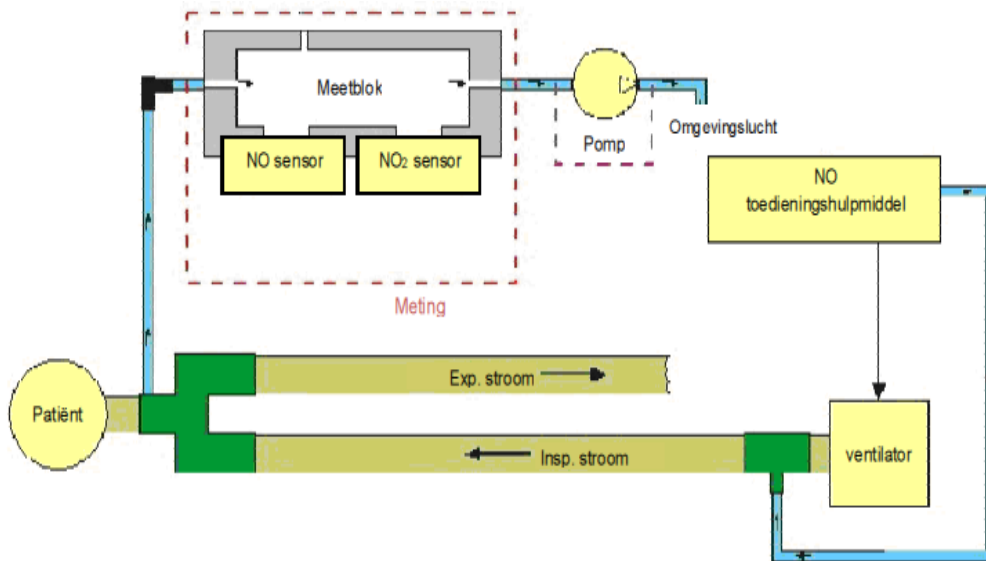 Meetblok
NO sensor
NO₂ sensor
Pomp
Omgevingslucht
Meting
NO
toedieningshulpmiddel
Exp. stroom
Patiënt
Insp. stroom
ventilator